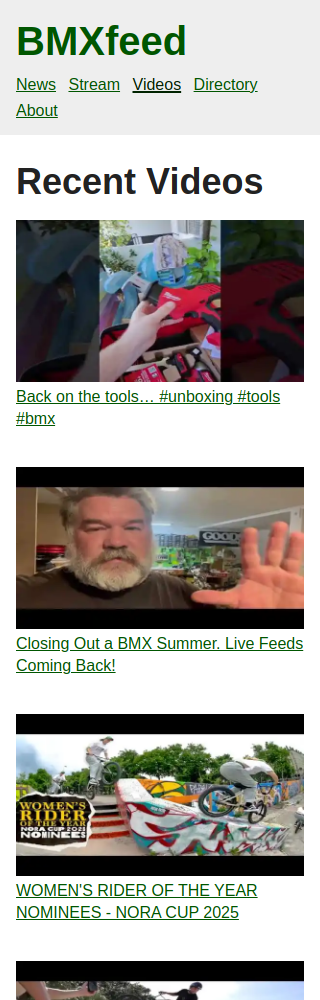 BMXfeed
News Stream Videos Directory
About
Recent Videos
Back on the tools… #unboxing #tools
#bmx
GOOD
Closing Out a BMX Summer. Live Feeds
Coming Back!
WOMEN'S
RIDER
OF THE YEAR
NORA CUP 2025
NOMINEES
WOMEN'S RIDER OF THE YEAR
NOMINEES - NORA CUP 2025